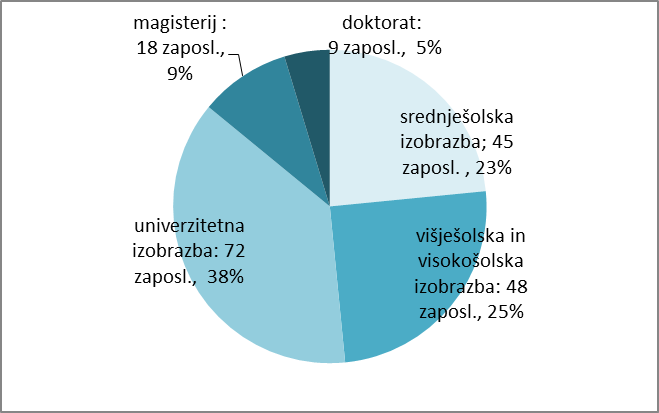 magisterij :
18 zaposl.,
9%
doktorat:
9 zaposl.,  5%
srednješolska
izobrazba; 45
zaposl. , 23%
višješolska in
visokošolska
izobrazba: 48
zaposl., 25%
univerzitetna
izobrazba: 72
zaposl.,  38%